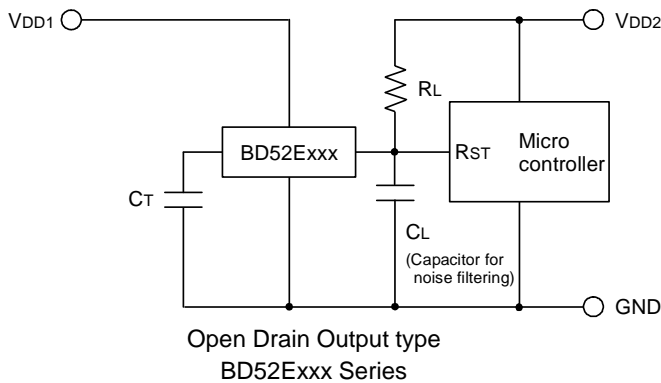 VDD1
VDD2
RL
BD52Exxx
RST
Micro
controller
CT
CL
(Capacitor for
noise filtering)
GND
Open Drain Output type
BD52Exxx Series